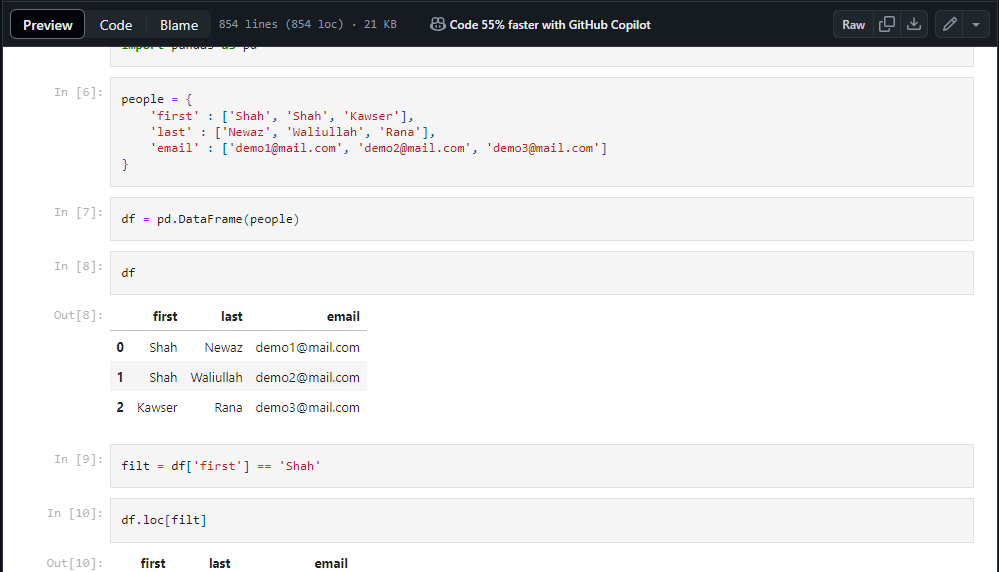 Preview Code Blame 854 lines (854 loc) · 21 KB Code 55% faster with GitHub Copilot Raw
import pandas as pd
In [6]:
people = {
    'first' : ['Shah', 'Shah', 'Kawser'],
    'last' : ['Newaz', 'Waliullah', 'Rana'],
    'email' : ['demo1@mail.com', 'demo2@mail.com', 'demo3@mail.com']
}
In [7]:
df = pd.DataFrame(people)
In [8]:
df
Out[8]:
first last email
0 Shah Newaz demo1@mail.com
1 Shah Waliullah demo2@mail.com
2 Kawser Rana demo3@mail.com
In [9]:
filt = df['first'] == 'Shah'
In [10]:
df.loc[filt]
Out[10]:
first last email